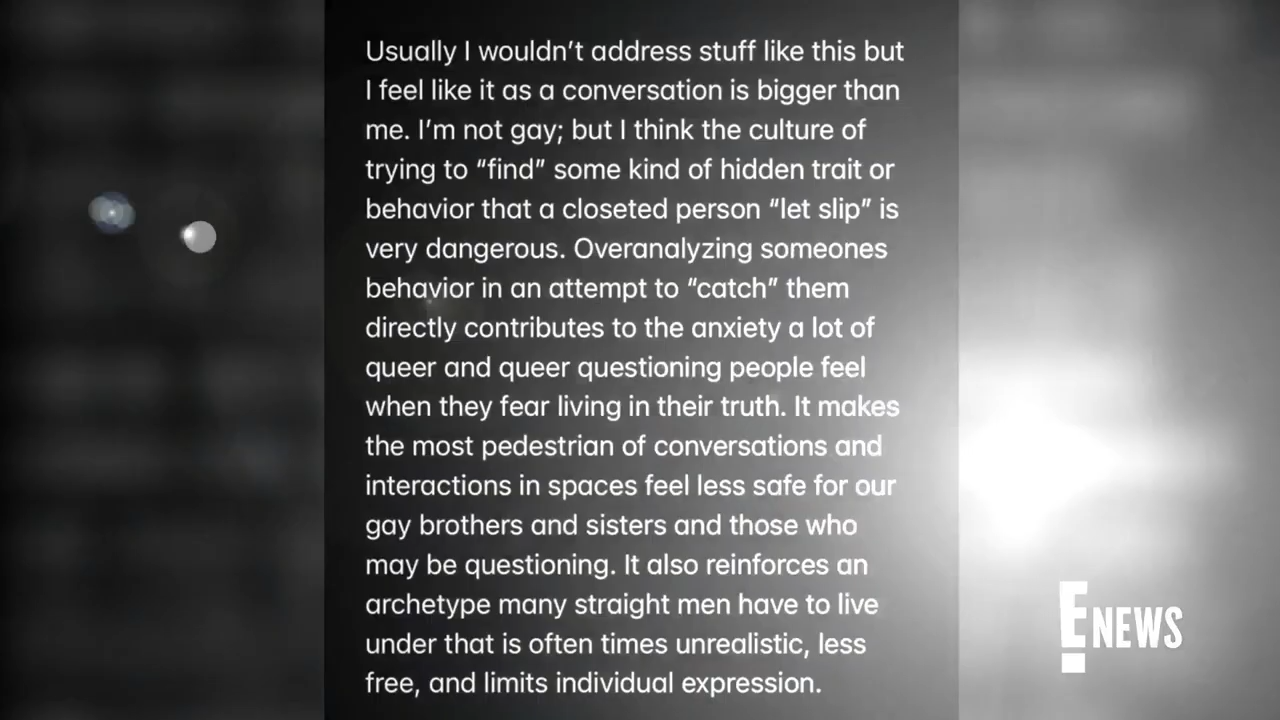 Usually I wouldn’t address stuff like this but
I feel like it as a conversation is bigger than
me. I’m not gay; but I think the culture of
trying to “find” some kind of hidden trait or
behavior that a closeted person “let slip” is
very dangerous. Overanalyzing someones
behavior in an attempt to “catch” them
directly contributes to the anxiety a lot of
queer and queer questioning people feel
when they fear living in their truth. It makes
the most pedestrian of conversations and
interactions in spaces feel less safe for our
gay brothers and sisters and those who
may be questioning. It also reinforces an
archetype many straight men have to live
under that is often times unrealistic, less
free, and limits individual expression.
E! NEWS